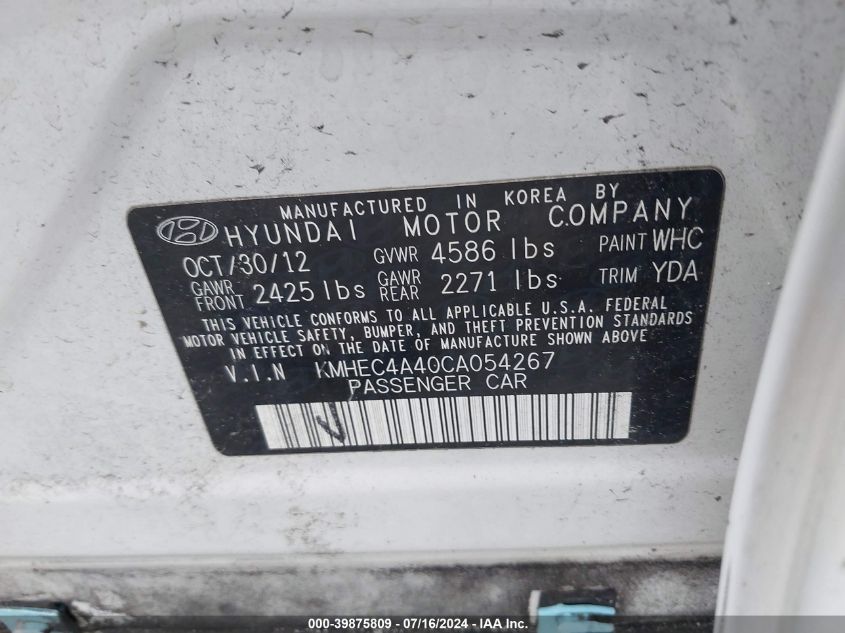 MANUFACTURED IN KOREA BY
HYUNDAI MOTOR COMPANY
OCT/30/12 GVWR 4586 lbs PAINT WHC
GAWR FRONT 2425 lbs GAWR REAR 2271 lbs TRIM YDA
THIS VEHICLE CONFORMS TO ALL APPLICABLE U.S.A. FEDERAL
MOTOR VEHICLE SAFETY, BUMPER, AND THEFT PREVENTION STANDARDS
IN EFFECT ON THE DATE OF MANUFACTURE SHOWN ABOVE
V.I.N KMHEC4A40CA054267
PASSENGER CAR
000-39875809 - 07/16/2024 - IAA Inc.